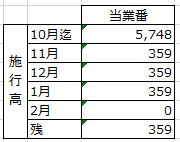 当業番
施行高
10月迄 5,748
11月 359
12月 359
1月 359
2月 0
残 359